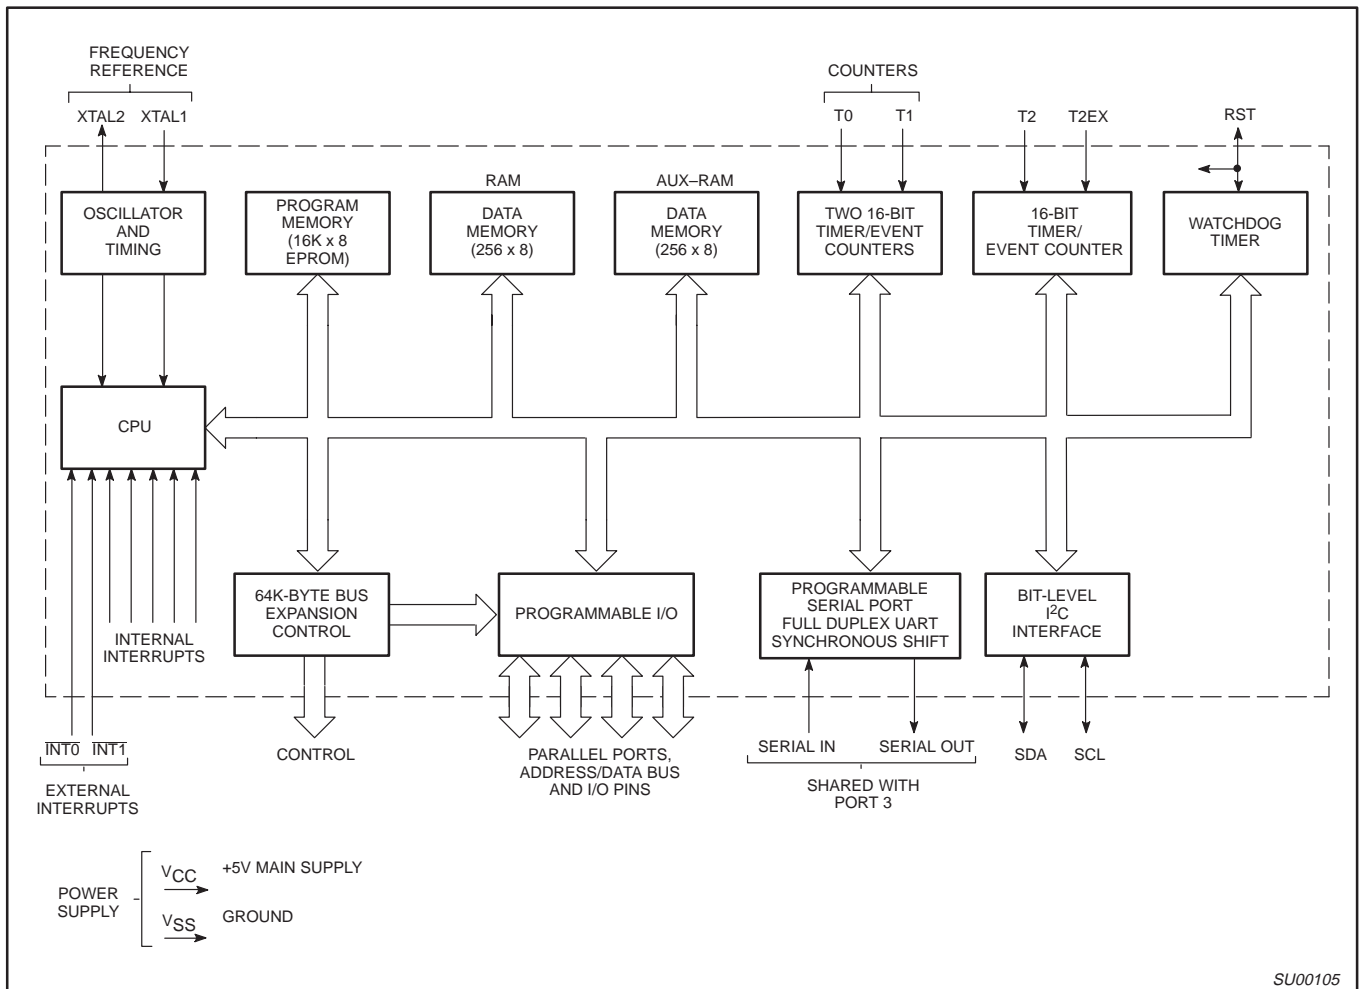 FREQUENCY
REFERENCE
XTAL2 XTAL1
COUNTERS
T0 T1
T2 T2EX
RST
OSCILLATOR
AND
TIMING
PROGRAM
MEMORY
(16K x 8
EPROM)
RAM
DATA
MEMORY
(256 x 8)
AUX–RAM
DATA
MEMORY
(256 x 8)
TWO 16-BIT
TIMER/EVENT
COUNTERS
16-BIT
TIMER/
EVENT COUNTER
WATCHDOG
TIMER
CPU
INTERNAL
INTERRUPTS
64K-BYTE BUS
EXPANSION
CONTROL
PROGRAMMABLE I/O
PROGRAMMABLE
SERIAL PORT
FULL DUPLEX UART
SYNCHRONOUS SHIFT
BIT-LEVEL
I²C
INTERFACE
INT0 INT1
EXTERNAL
INTERRUPTS
CONTROL
PARALLEL PORTS,
ADDRESS/DATA BUS
AND I/O PINS
SERIAL IN SERIAL OUT
SHARED WITH
PORT 3
SDA SCL
POWER
SUPPLY
VCC +5V MAIN SUPPLY
VSS GROUND
SU00105